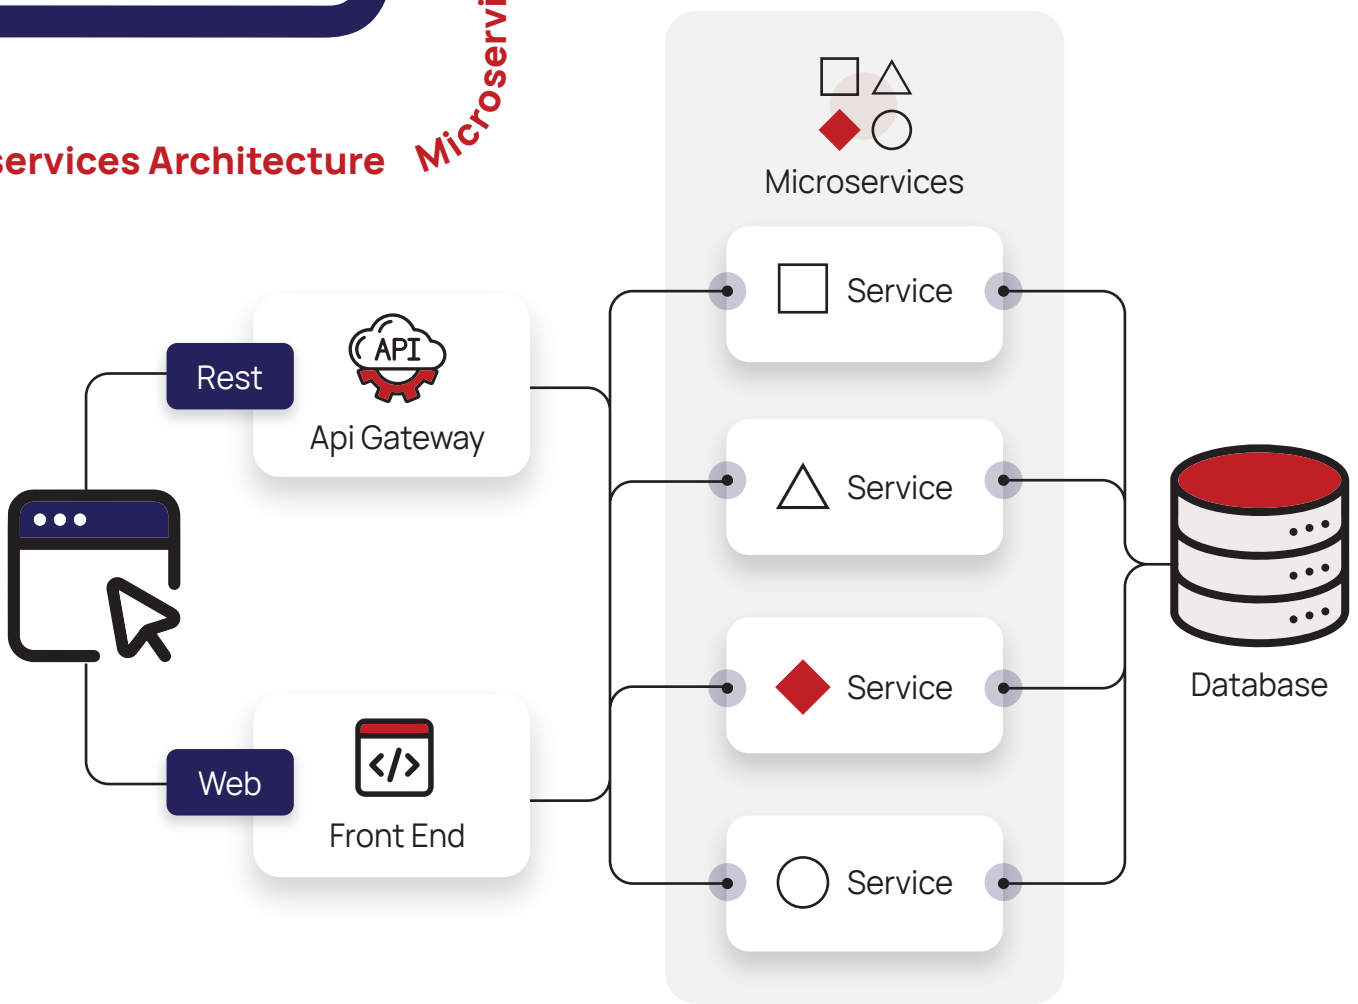 services Architecture
Microservi
Microservices
Rest
API
Api Gateway
Web
</>
Front End
Service
Service
Service
Service
Database